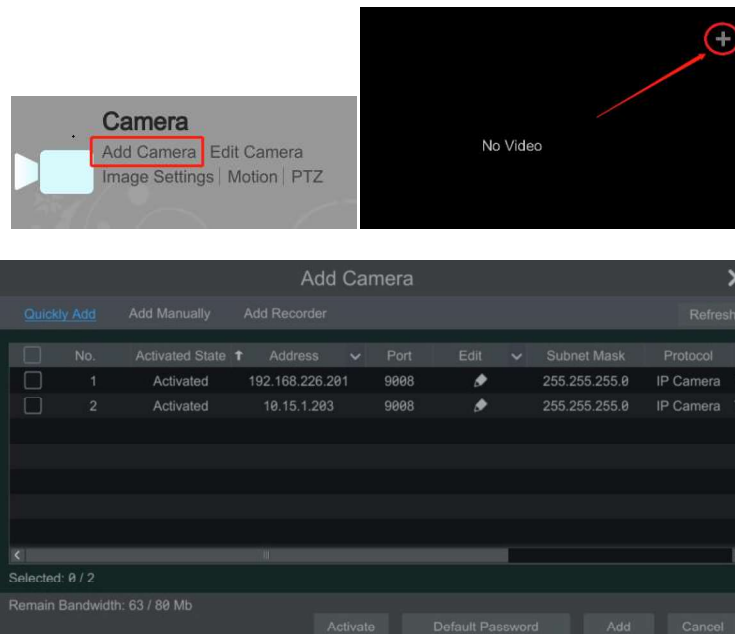 Camera
Add Camera | Edit Camera
Image Settings | Motion | PTZ
No Video
Add Camera
Quickly Add Add Manually Add Recorder Refresh
No. Activated State Address Port Edit Subnet Mask Protocol
1 Activated 192.168.226.201 9008 255.255.255.0 IP Camera
2 Activated 10.15.1.203 9008 255.255.255.0 IP Camera
Selected: 0 / 2
Remain Bandwidth: 63 / 80 Mb
Activate Default Password Add Cancel